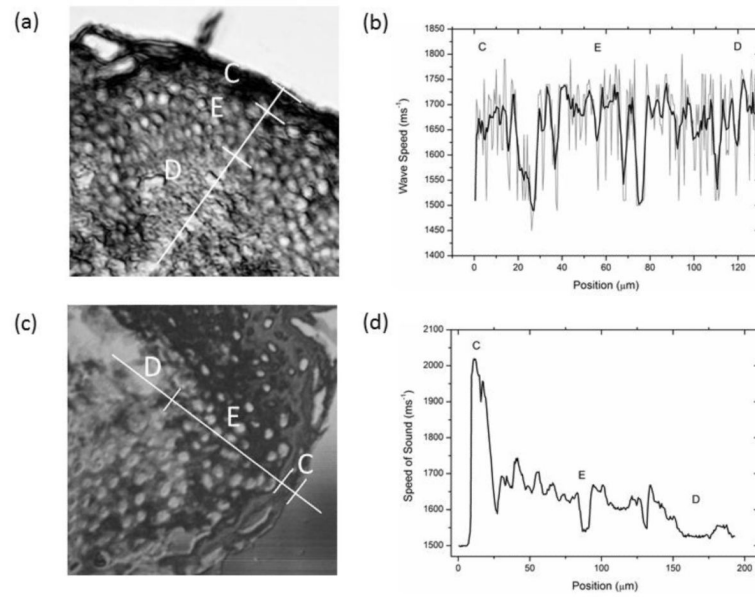 (a)
C
E
D
(b)
1850
1800
1750
1700
1650
1600
1550
1500
1450
1400
Wave Speed (ms⁻¹)
C
E
D
0
20
40
60
80
100
120
Position (μm)
(c)
D
E
C
(d)
2100
2000
1900
1800
1700
1600
1500
Speed of Sound (ms⁻¹)
C
E
D
0
50
100
150
200
Position (μm)